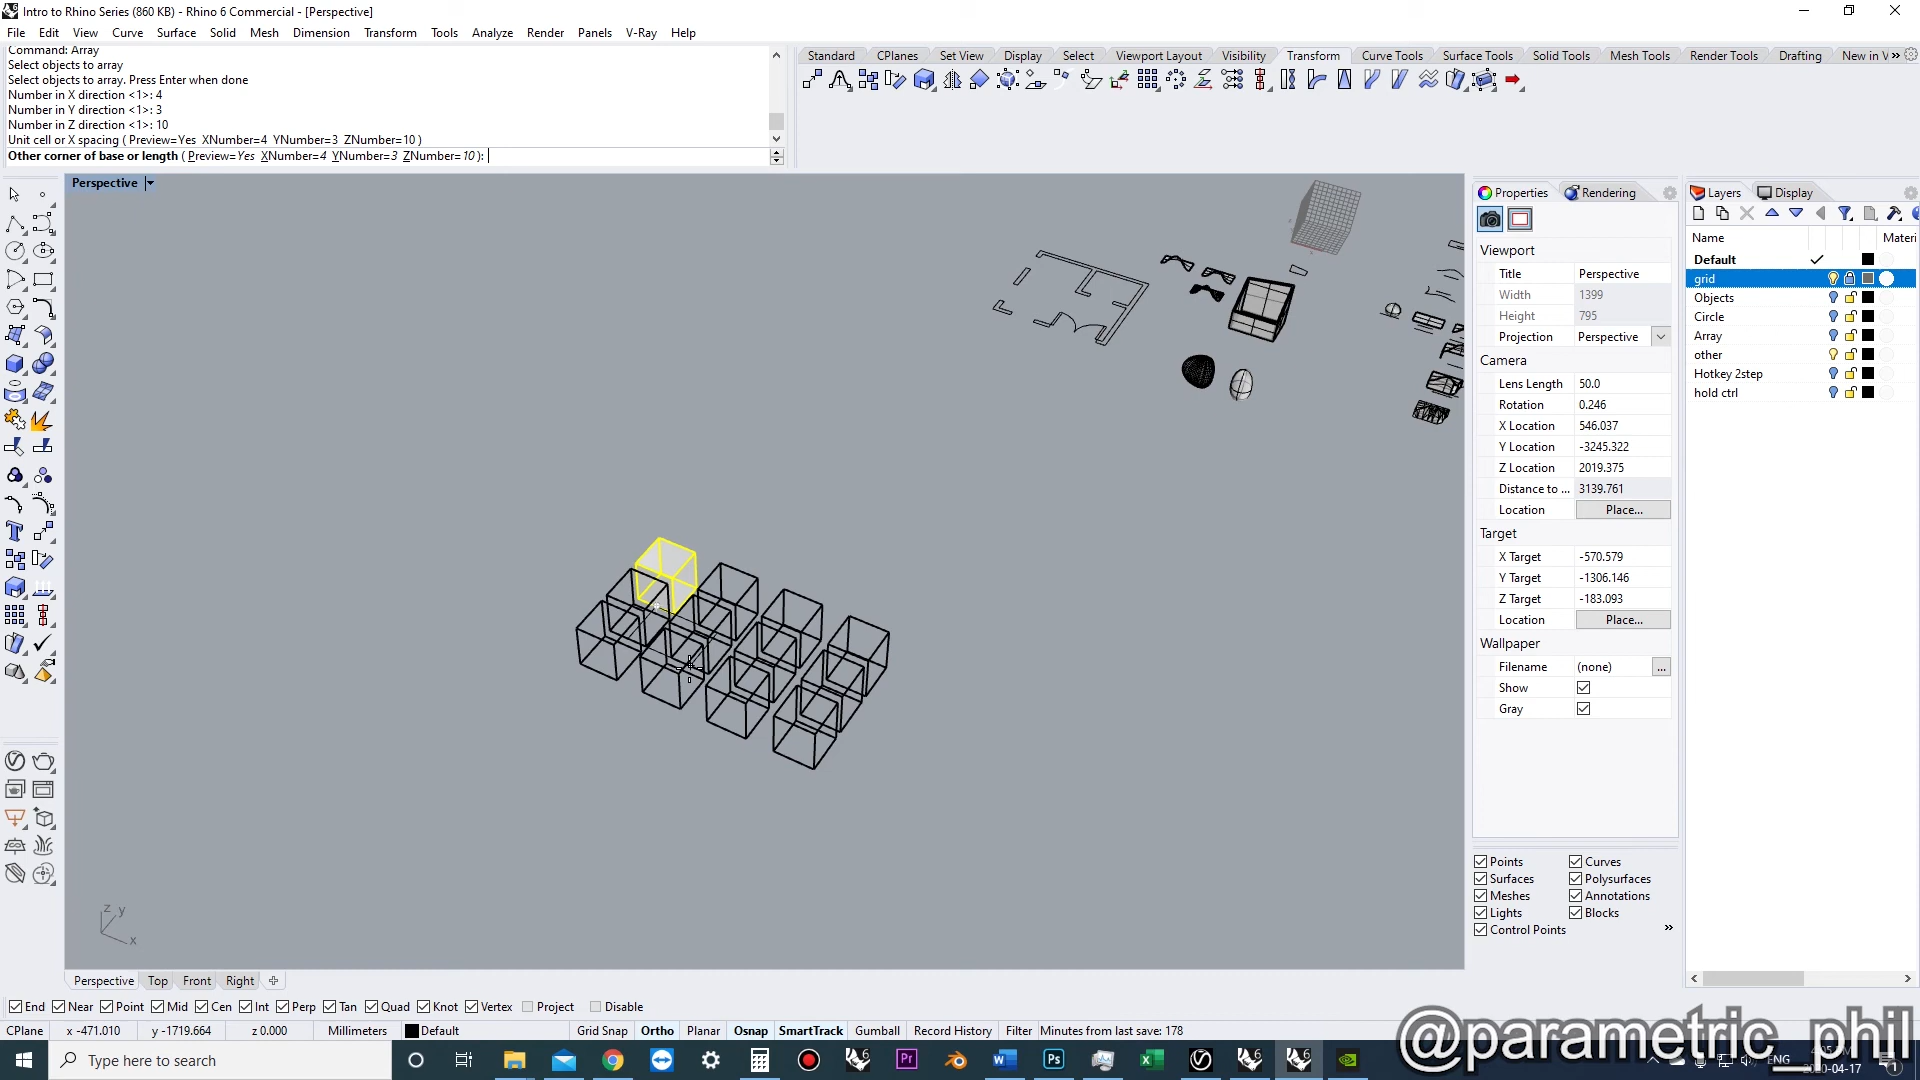 Intro to Rhino Series (860 KB) - Rhino 6 Commercial - [Perspective]
File Edit View Curve Surface Solid Mesh Dimension Transform Tools Analyze Render Panels V-Ray Help
Command: Array
Select objects to array
Select objects to array. Press Enter when done
Number in X direction <1>: 4
Number in Y direction <1>: 3
Number in Z direction <1>: 10
Unit cell or X spacing ( Preview=Yes XNumber=4 YNumber=3 ZNumber=10 )
Other corner of base or length ( Preview=Yes XNumber=4 YNumber=3 ZNumber=10 ):
Standard CPlanes Set View Display Select Viewport Layout Visibility Transform Curve Tools Surface Tools Solid Tools Mesh Tools Render Tools Drafting New in V
Perspective
Properties Rendering
Viewport
Title Perspective
Width 1399
Height 795
Projection Perspective
Camera
Lens Length 50.0
Rotation 0.246
X Location 546.037
Y Location -3245.322
Z Location 2019.375
Distance to ... 3139.761
Location Place...
Target
X Target -570.579
Y Target -1306.146
Z Target -183.093
Location Place...
Wallpaper
Filename (none) ...
Show
Gray
Points Curves
Surfaces Polysurfaces
Meshes Annotations
Lights Blocks
Control Points
Layers Display
Name Materi
Default
grid
Objects
Circle
Array
other
Hotkey 2step
hold ctrl
z y
x
Perspective Top Front Right
End Near Point Mid Cen Int Perp Tan Quad Knot Vertex Project Disable
CPlane x -471.010 y -1719.664 z 0.000 Millimeters Default Grid Snap Ortho Planar Osnap SmartTrack Gumball Record History Filter Minutes from last save: 178
@parametric_phil
Type here to search
ENG